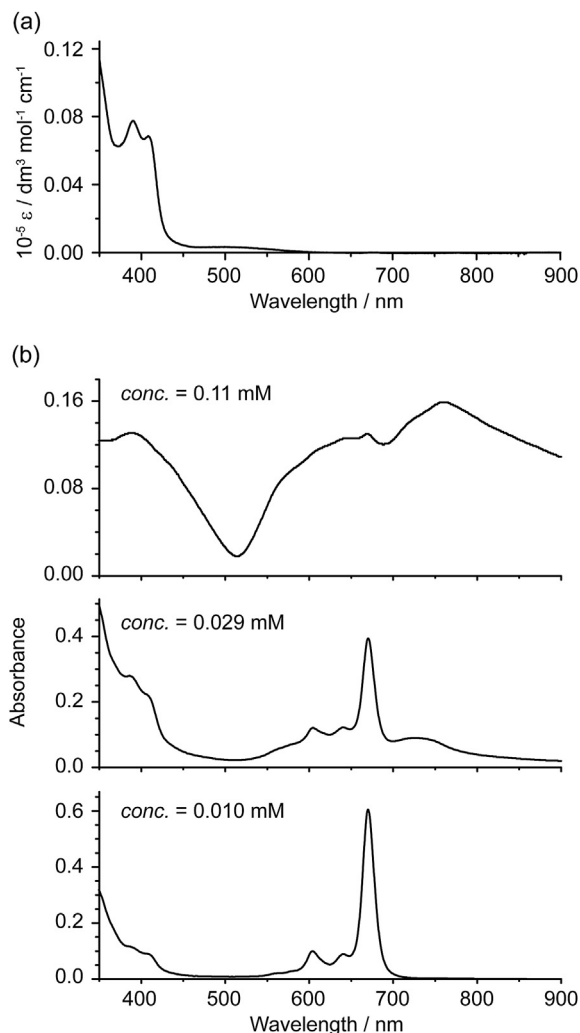 (a)
10⁻⁵ ε / dm³ mol⁻¹ cm⁻¹
0.12
0.08
0.04
0.00
400 500 600 700 800 900
Wavelength / nm
(b)
Absorbance
conc. = 0.11 mM
0.16
0.08
0.00
conc. = 0.029 mM
0.4
0.2
0.0
conc. = 0.010 mM
0.6
0.4
0.2
0.0
400 500 600 700 800 900
Wavelength / nm